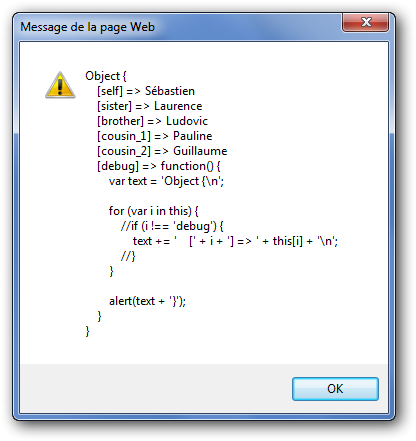 Message de la page Web
Object {
    [self] => Sébastien
    [sister] => Laurence
    [brother] => Ludovic
    [cousin_1] => Pauline
    [cousin_2] => Guillaume
    [debug] => function() {
        var text = 'Object {\n';

        for (var i in this) {
            //if (i !== 'debug') {
                text += '    [' + i + '] => ' + this[i] + '\n';
            //}
        }

        alert(text + '}');
    }
}
OK